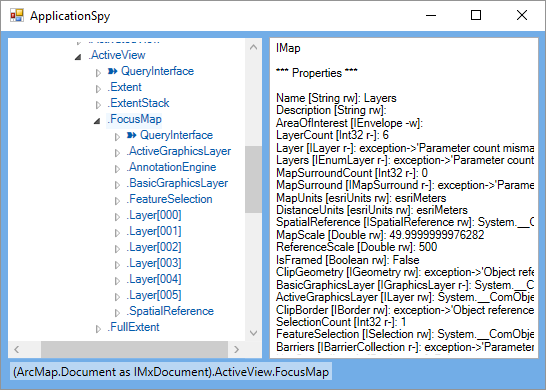 ApplicationSpy
.ActiveView
QueryInterface
.Extent
.ExtentStack
.FocusMap
QueryInterface
.ActiveGraphicsLayer
.AnnotationEngine
.BasicGraphicsLayer
.FeatureSelection
.Layer[000]
.Layer[001]
.Layer[002]
.Layer[003]
.Layer[004]
.Layer[005]
.SpatialReference
.FullExtent
IMap
*** Properties ***
Name [String rw]: Layers
Description [String rw]:
AreaOfInterest [IEnvelope -w]:
LayerCount [Int32 r-]: 6
Layer [ILayer r-]: exception->'Parameter count misma
Layers [IEnumLayer r-]: exception->'Parameter count
MapSurroundCount [Int32 r-]: 0
MapSurround [IMapSurround r-]: exception->'Parame
MapUnits [esriUnits rw]: esriMeters
DistanceUnits [esriUnits rw]: esriMeters
SpatialReference [ISpatialReference rw]: System.__Com
MapScale [Double rw]: 49.9999999976282
ReferenceScale [Double rw]: 500
IsFramed [Boolean rw]: False
ClipGeometry [IGeometry rw]: exception->'Object refe
BasicGraphicsLayer [IGraphicsLayer r-]: System.__Com
ActiveGraphicsLayer [ILayer rw]: System.__ComObje
ClipBorder [IBorder rw]: exception->'Object reference
SelectionCount [Int32 r-]: 1
FeatureSelection [ISelection rw]: System.__ComObjec
Barriers [IBarrierCollection r-]: exception->'Paramete
(ArcMap.Document as IMxDocument).ActiveView.FocusMap